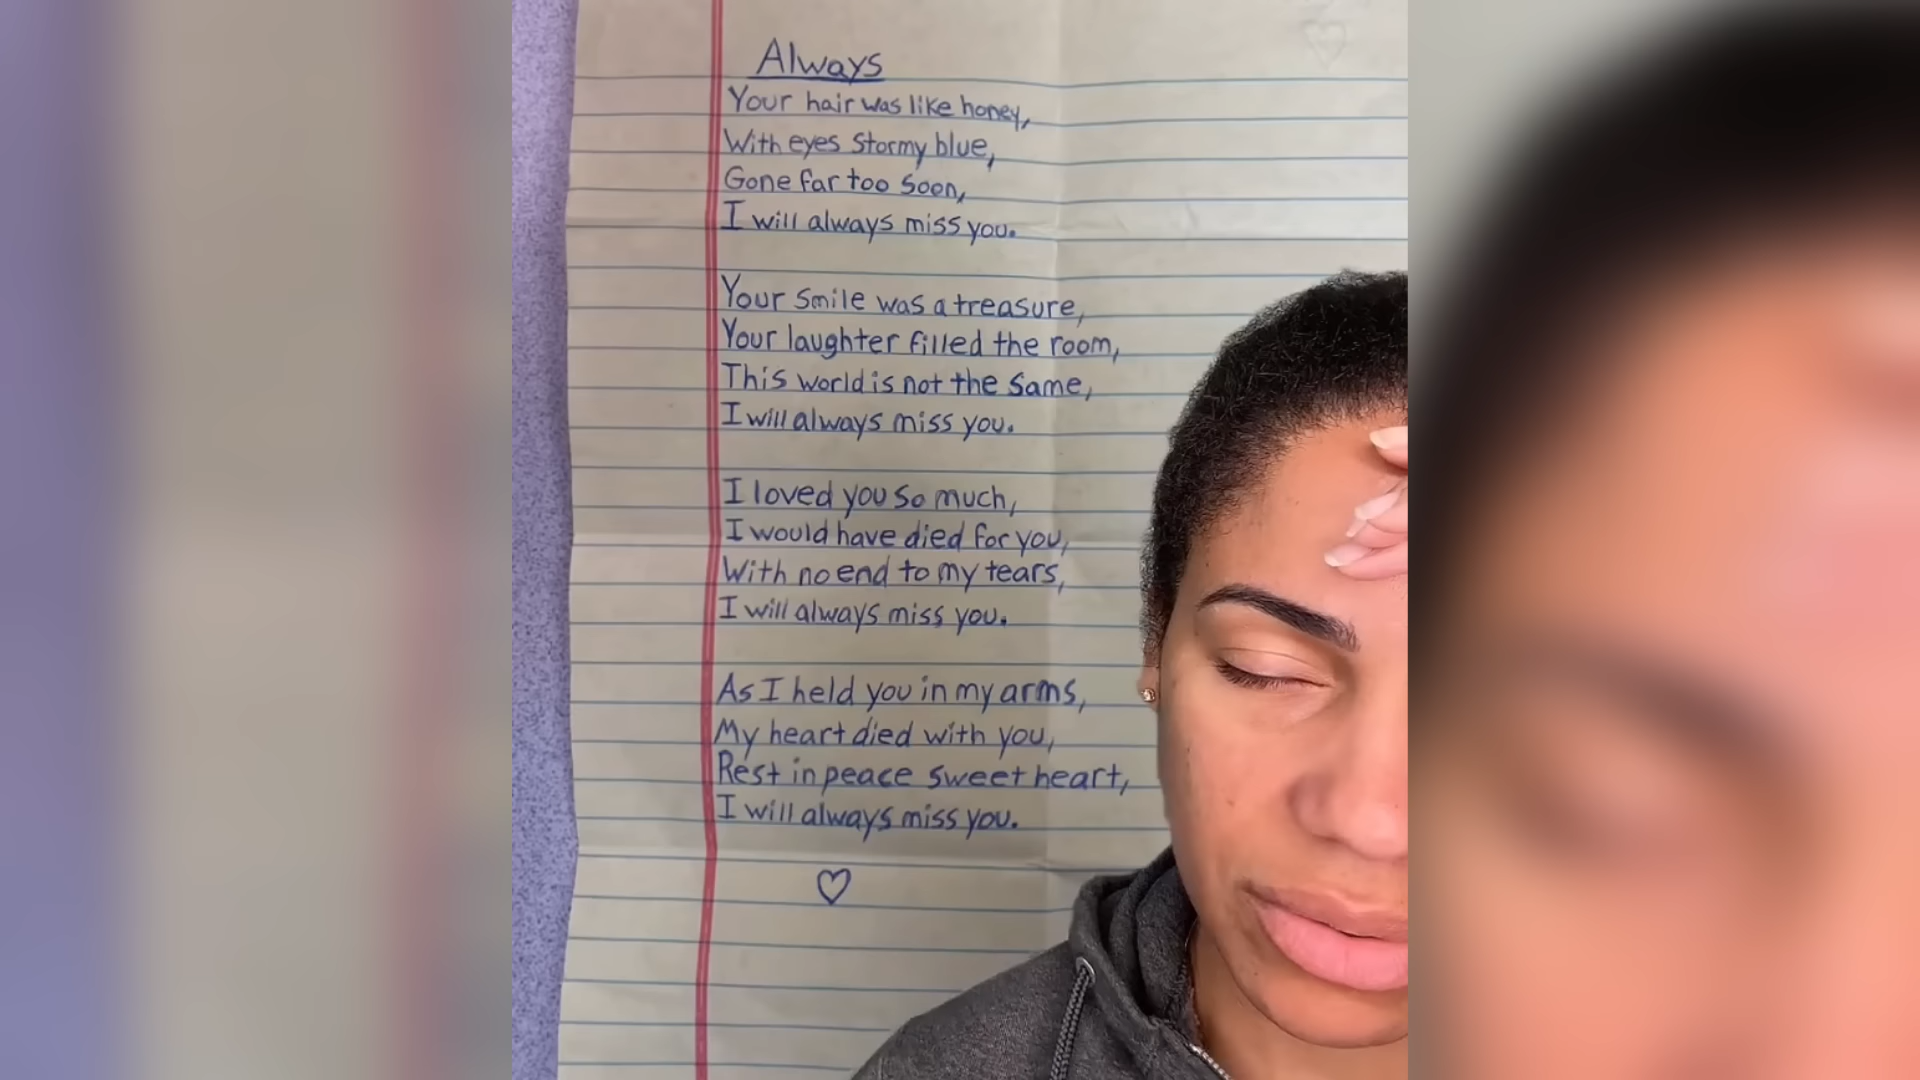 Always
Your hair was like honey,
With eyes stormy blue,
Gone far too soon,
I will always miss you.
Your smile was a treasure,
Your laughter filled the room,
This world is not the same,
I will always miss you.
I loved you so much,
I would have died for you,
With no end to my tears,
I will always miss you.
As I held you in my arms,
My heart died with you,
Rest in peace sweet heart,
I will always miss you.